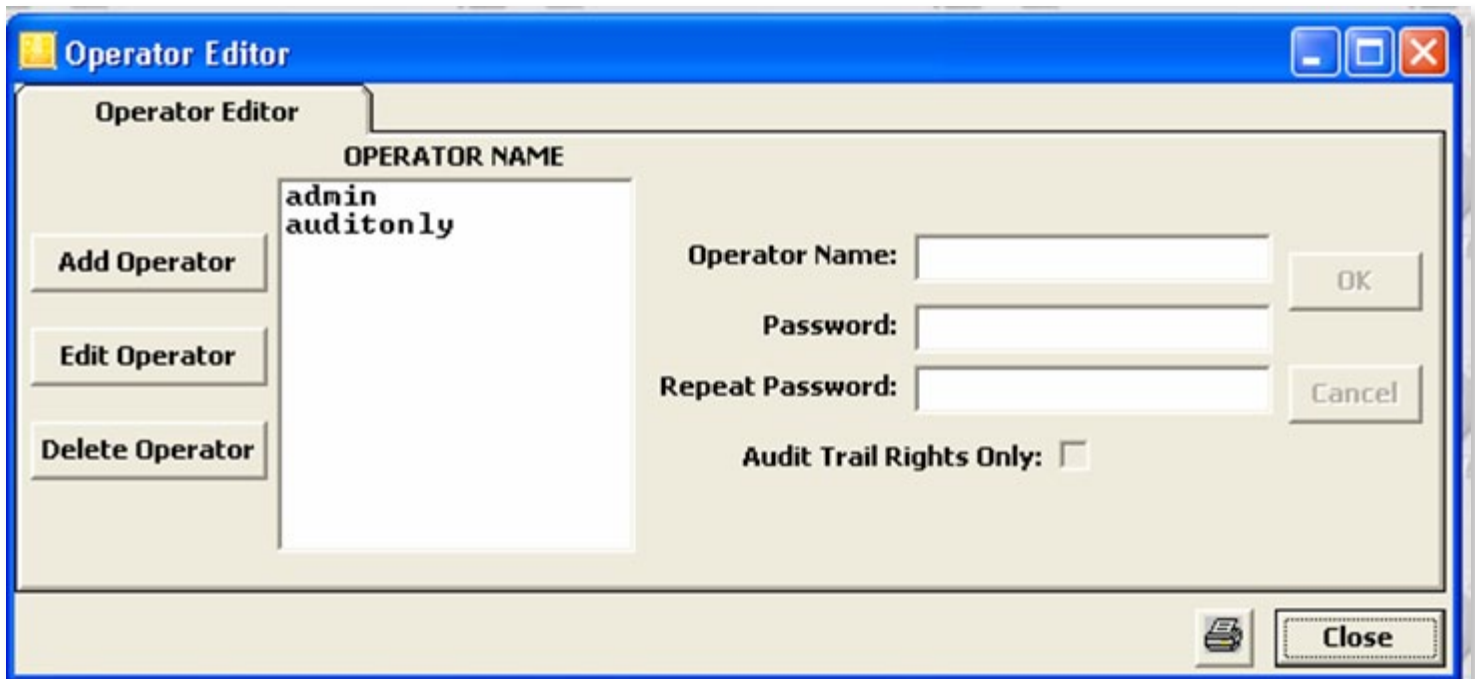 Operator Editor
Operator Editor
OPERATOR NAME
admin
auditonly
Add Operator
Edit Operator
Delete Operator
Operator Name:
Password:
Repeat Password:
Audit Trail Rights Only:
OK
Cancel
Close